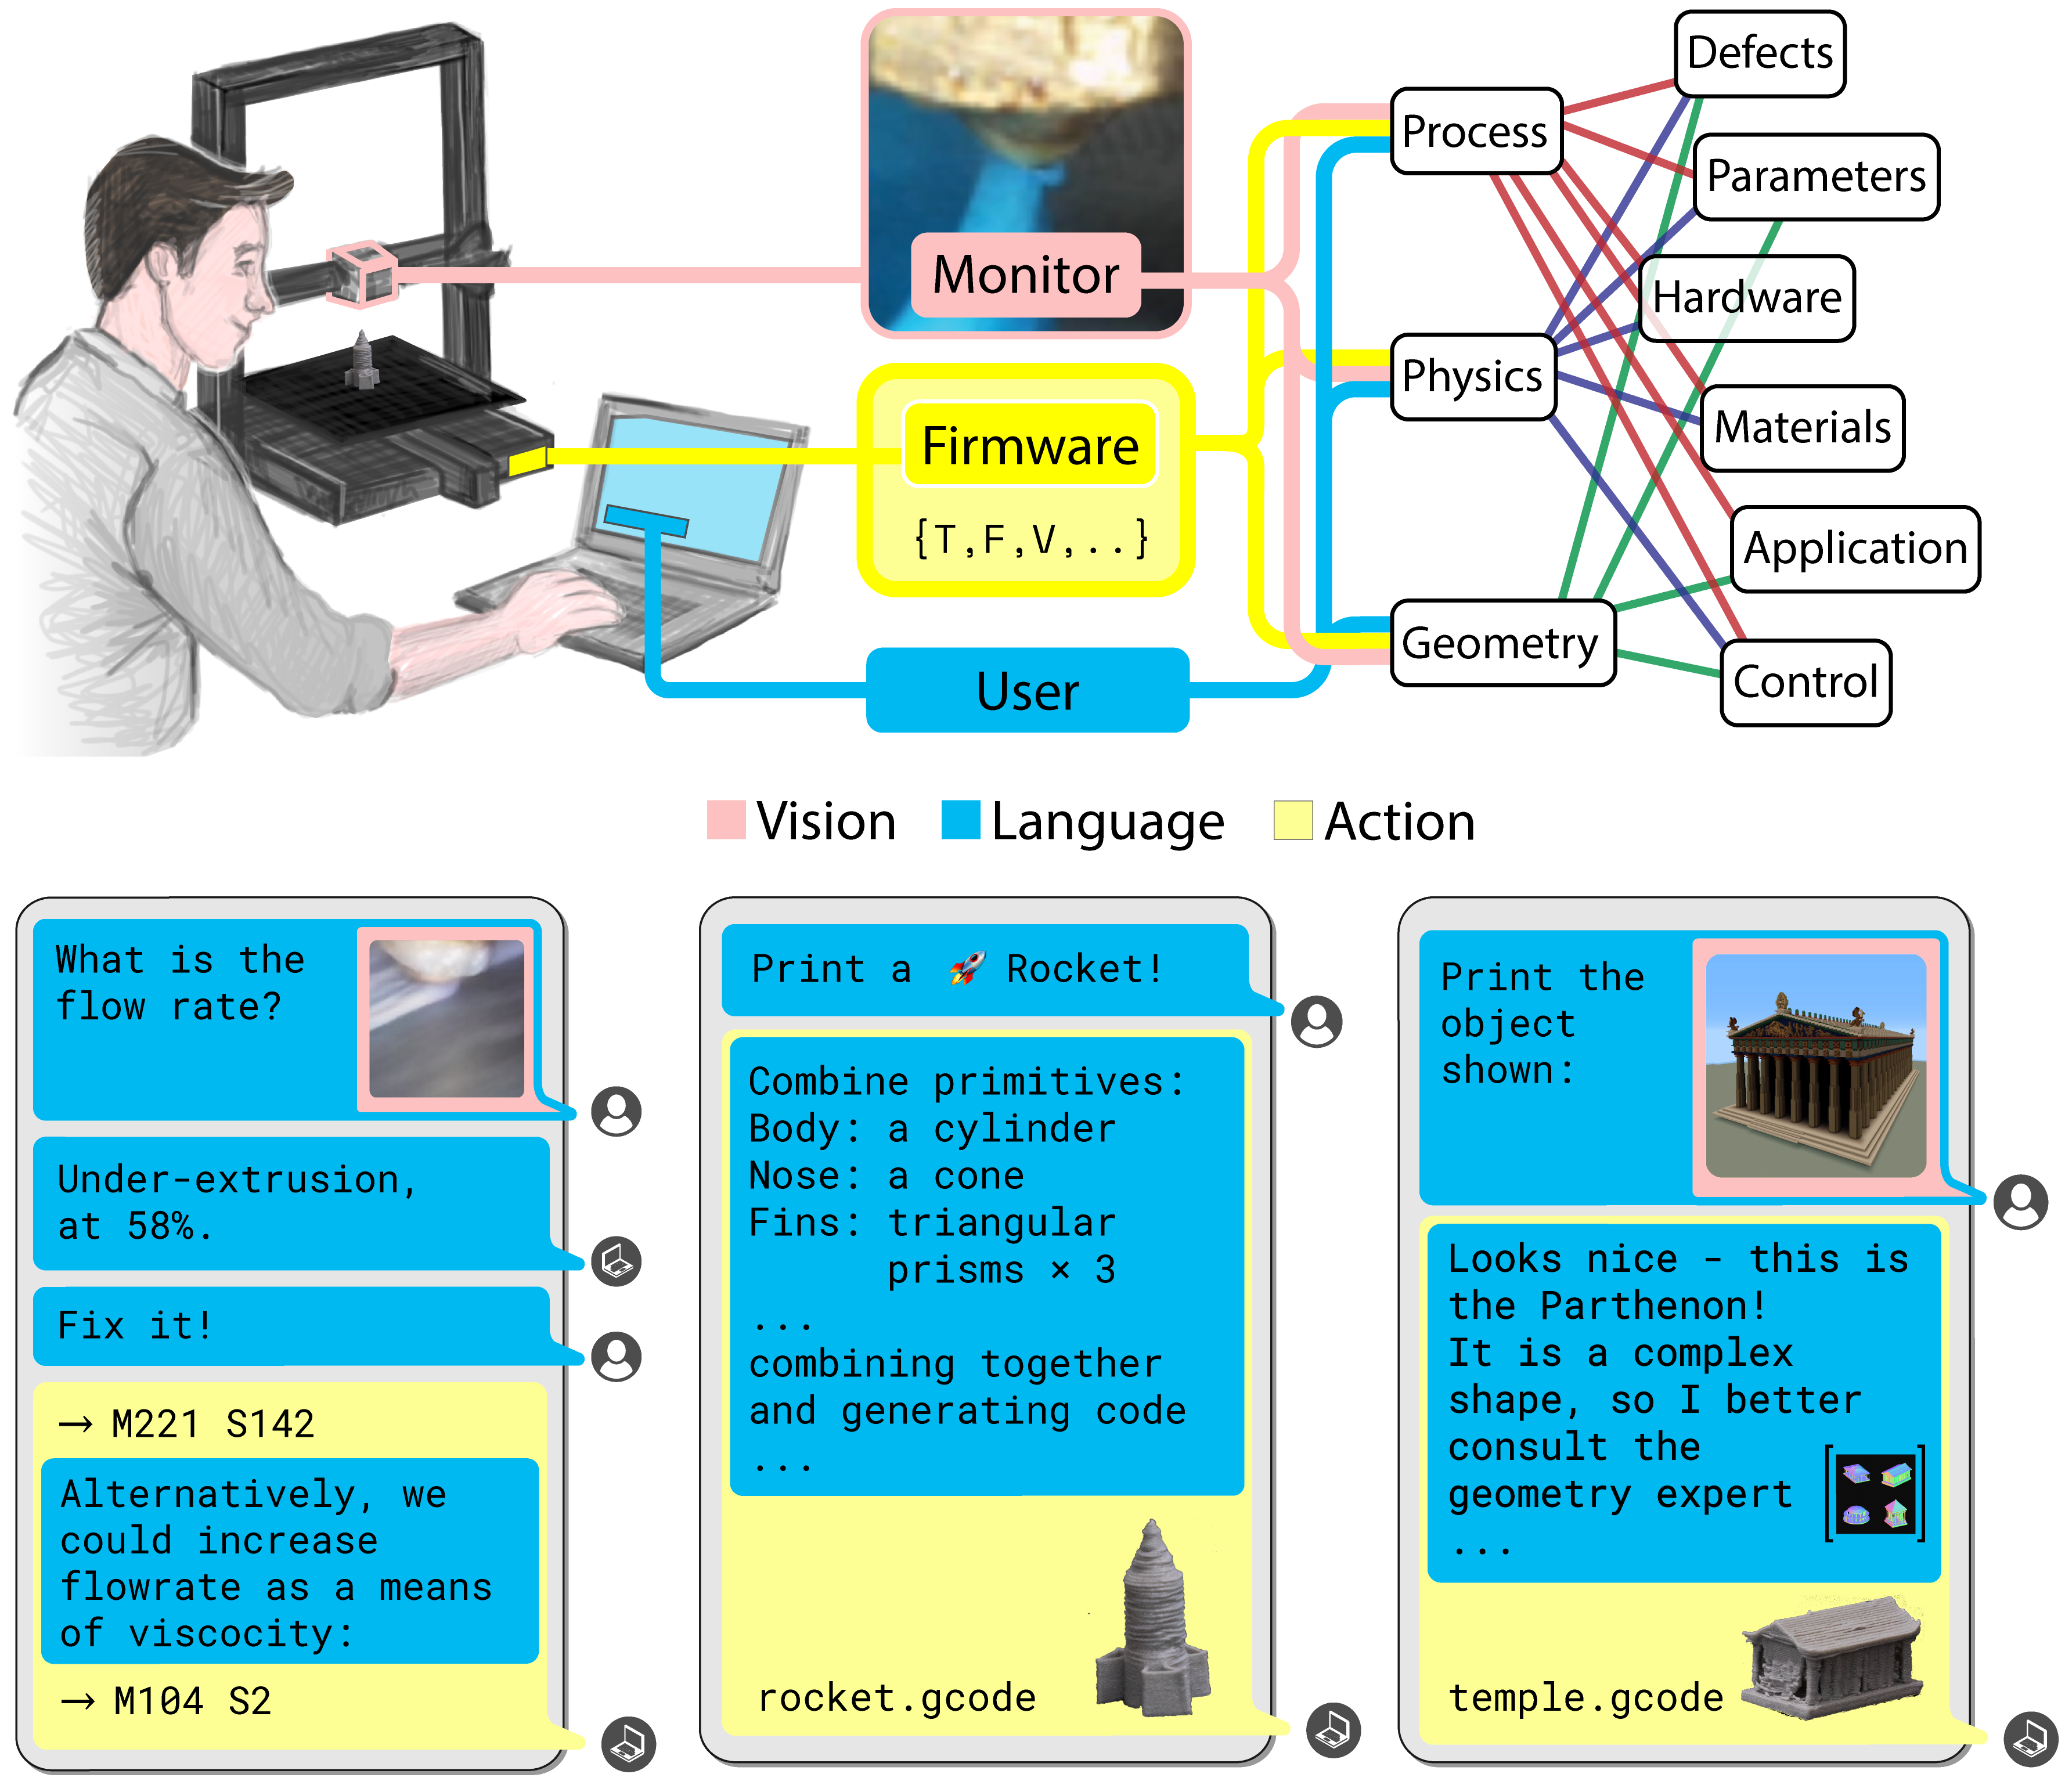 Monitor
Firmware
{T,F,V,..}
User
Process
Physics
Geometry
Defects
Parameters
Hardware
Materials
Application
Control
Vision
Language
Action
What is the
flow rate?
Under-extrusion,
at 58%.
Fix it!
→ M221 S142
Alternatively, we
could increase
flowrate as a means
of viscocity:
→ M104 S2
Print a 🚀 Rocket!
Combine primitives:
Body: a cylinder
Nose: a cone
Fins: triangular
prisms × 3
...
combining together
and generating code
...
rocket.gcode
Print the
object
shown:
Looks nice - this is
the Parthenon!
It is a complex
shape, so I better
consult the
geometry expert
...
temple.gcode